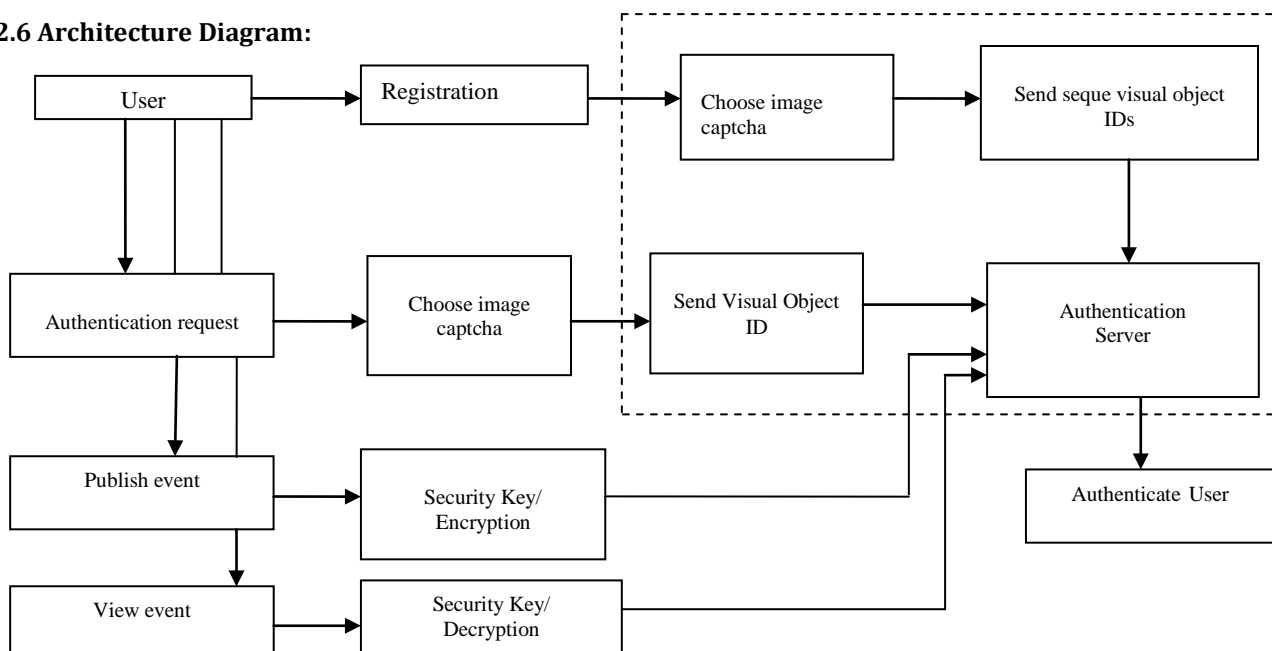 2.6 Architecture Diagram:
User
Registration
Choose image
captcha
Send seque visual object
IDs
Authentication request
Choose image
captcha
Send Visual Object
ID
Authentication
Server
Publish event
Security Key/
Encryption
Authenticate User
View event
Security Key/
Decryption